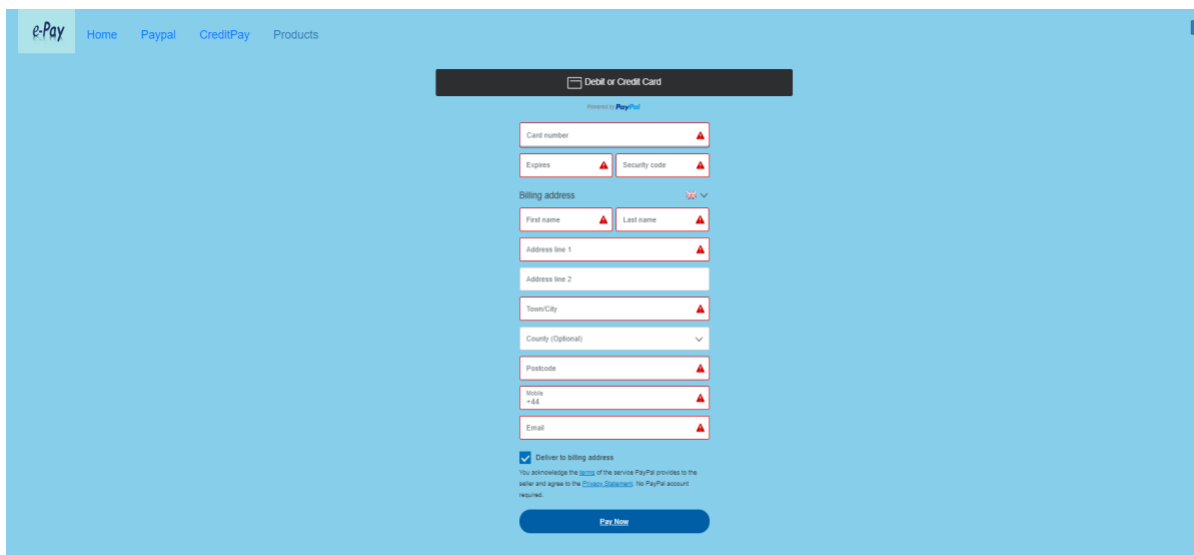 e-Pay Home Paypal CreditPay Products
Debit or Credit Card
Powered by PayPal
Card number
Expires Security code
Billing address
First name Last name
Address line 1
Address line 2
Town/City
County (Optional)
Postcode
Mobile
+44
Email
Deliver to billing address
You acknowledge the terms of the service PayPal provides to the
seller and agree to the Privacy Statement. No PayPal account
required.
Pay Now